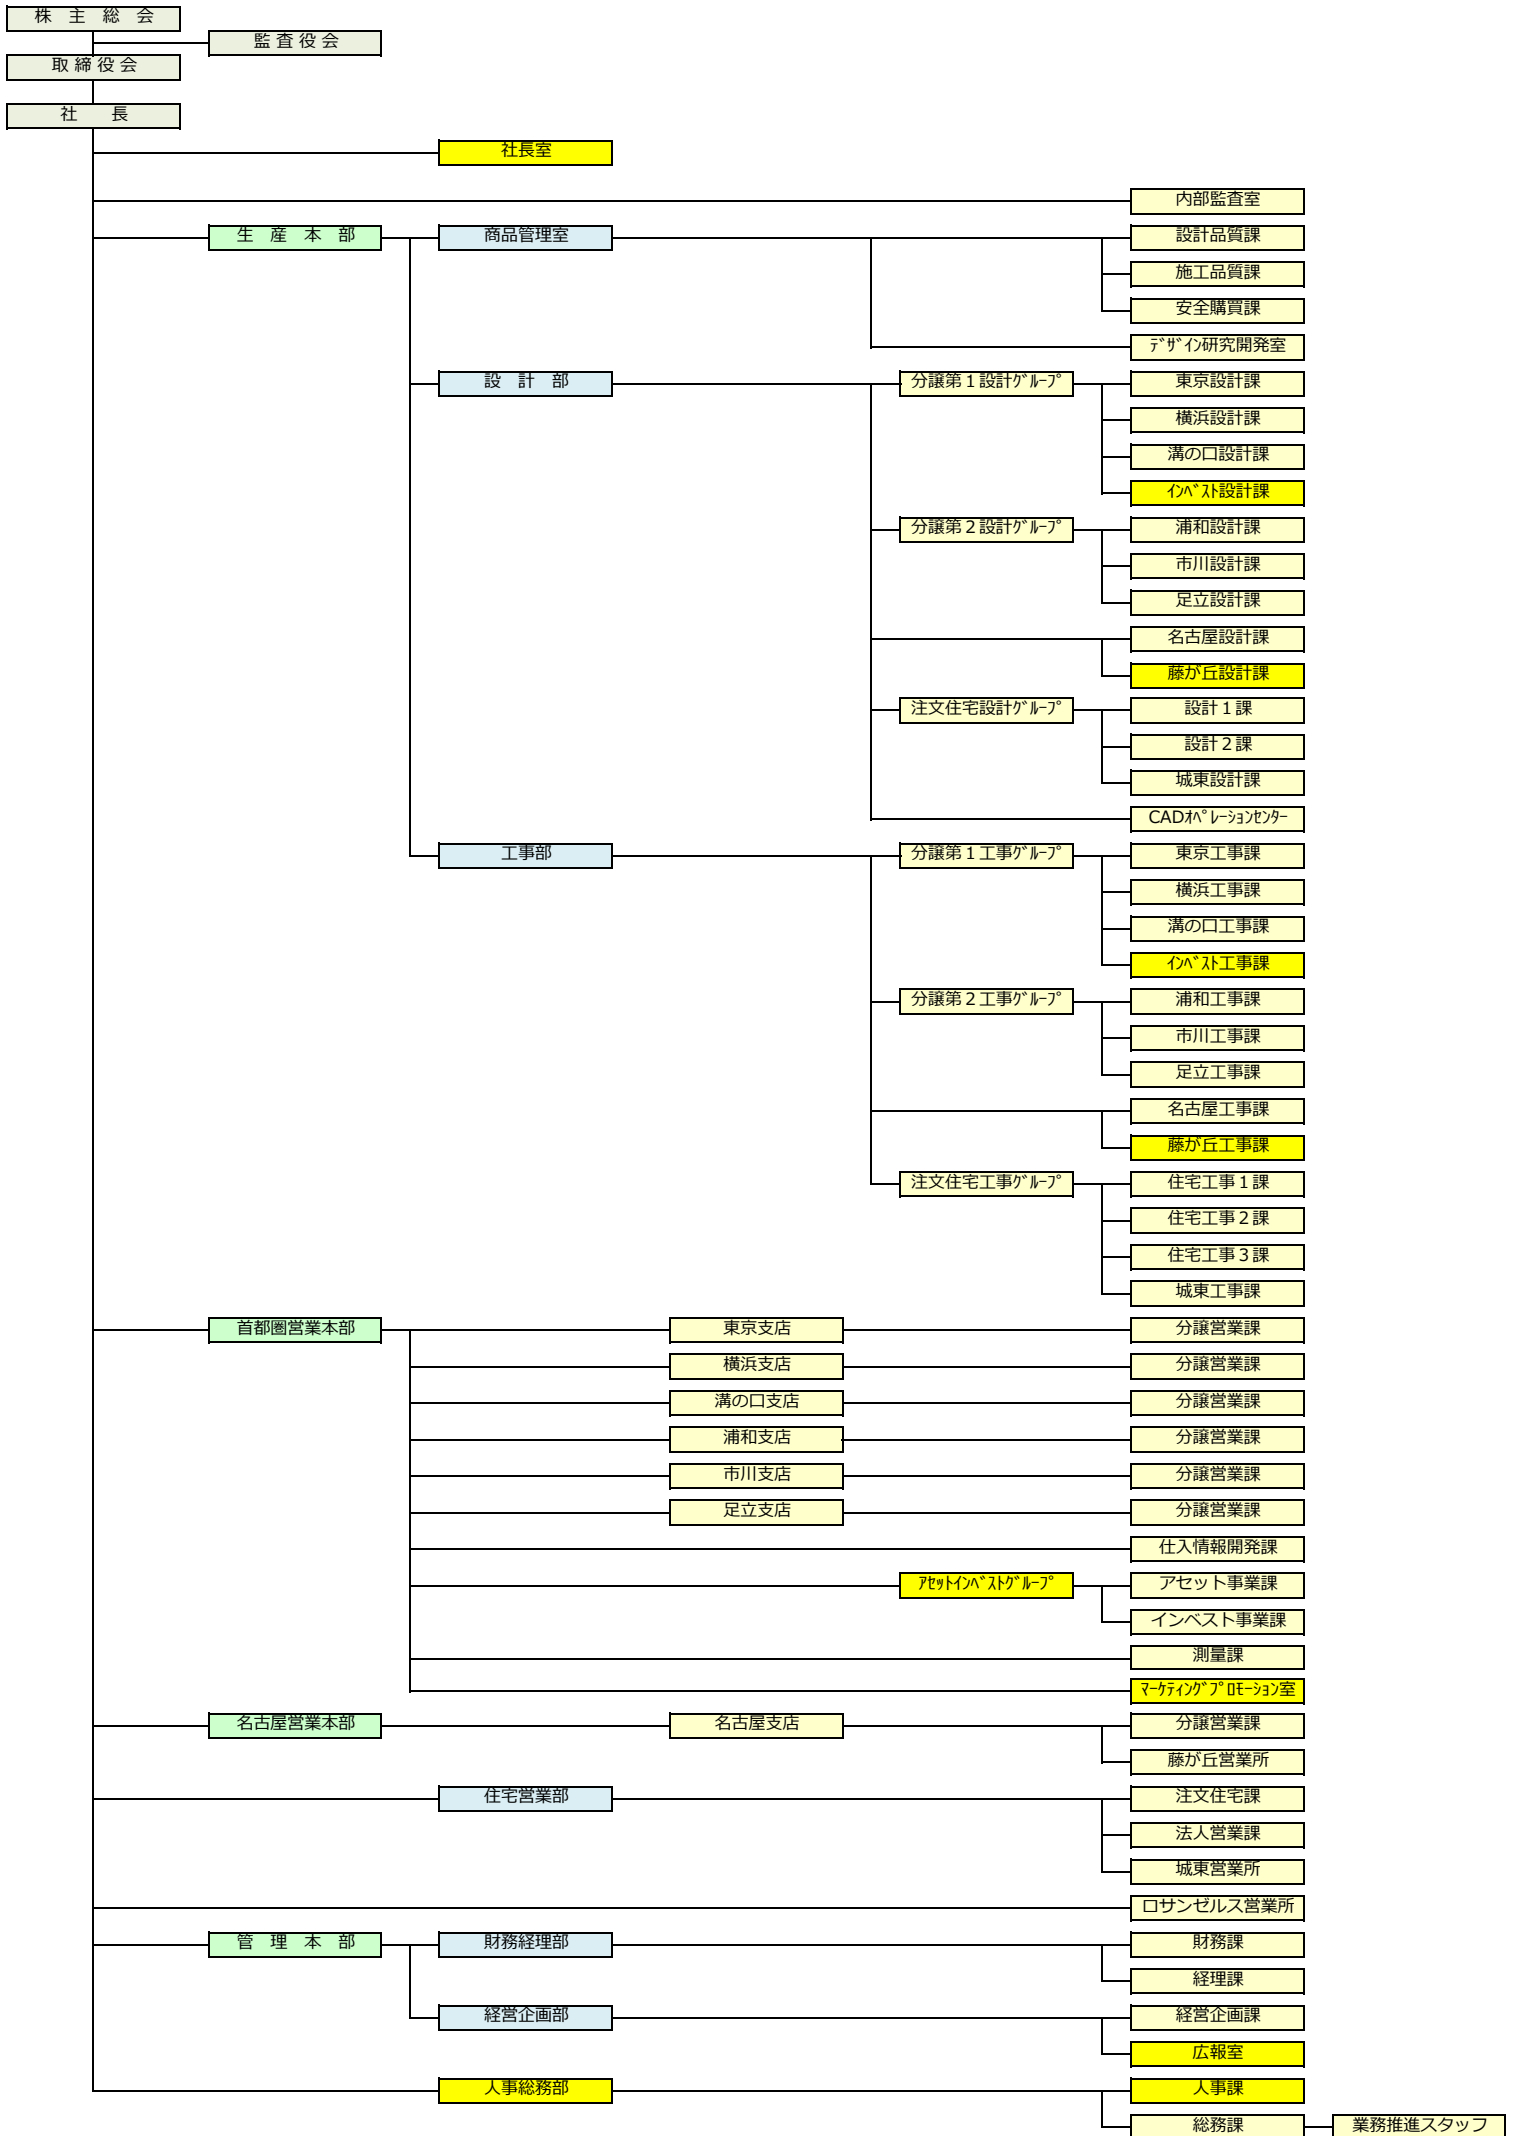 株　主　総　会
監 査 役 会
取 締 役 会
社　　長
社長室
内部監査室
生　産　本　部
商品管理室
設計品質課
施工品質課
安全購買課
ﾃﾞｻﾞｲﾝ研究開発室
設　計　部
分譲第１設計ｸﾞﾙｰﾌﾟ
東京設計課
横浜設計課
溝の口設計課
ｲﾝﾍﾞｽﾄ設計課
分譲第２設計ｸﾞﾙｰﾌﾟ
浦和設計課
市川設計課
足立設計課
名古屋設計課
藤が丘設計課
注文住宅設計ｸﾞﾙｰﾌﾟ
設計１課
設計２課
城東設計課
CADｵﾍﾟﾚｰｼｮﾝｾﾝﾀｰ
工事部
分譲第１工事ｸﾞﾙｰﾌﾟ
東京工事課
横浜工事課
溝の口工事課
ｲﾝﾍﾞｽﾄ工事課
分譲第２工事ｸﾞﾙｰﾌﾟ
浦和工事課
市川工事課
足立工事課
名古屋工事課
藤が丘工事課
注文住宅工事ｸﾞﾙｰﾌﾟ
住宅工事１課
住宅工事２課
住宅工事３課
城東工事課
首都圏営業本部
東京支店
分譲営業課
横浜支店
分譲営業課
溝の口支店
分譲営業課
浦和支店
分譲営業課
市川支店
分譲営業課
足立支店
分譲営業課
仕入情報開発課
ｱｾｯﾄｲﾝﾍﾞｽﾄｸﾞﾙｰﾌﾟ
アセット事業課
インベスト事業課
測量課
ﾏｰｹﾃｨﾝｸﾞﾌﾟﾛﾓｰｼｮﾝ室
名古屋営業本部
名古屋支店
分譲営業課
藤が丘営業所
住宅営業部
注文住宅課
法人営業課
城東営業所
ロサンゼルス営業所
管　理　本　部
財務経理部
財務課
経理課
経営企画部
経営企画課
広報室
人事総務部
人事課
総務課
業務推進スタッフ